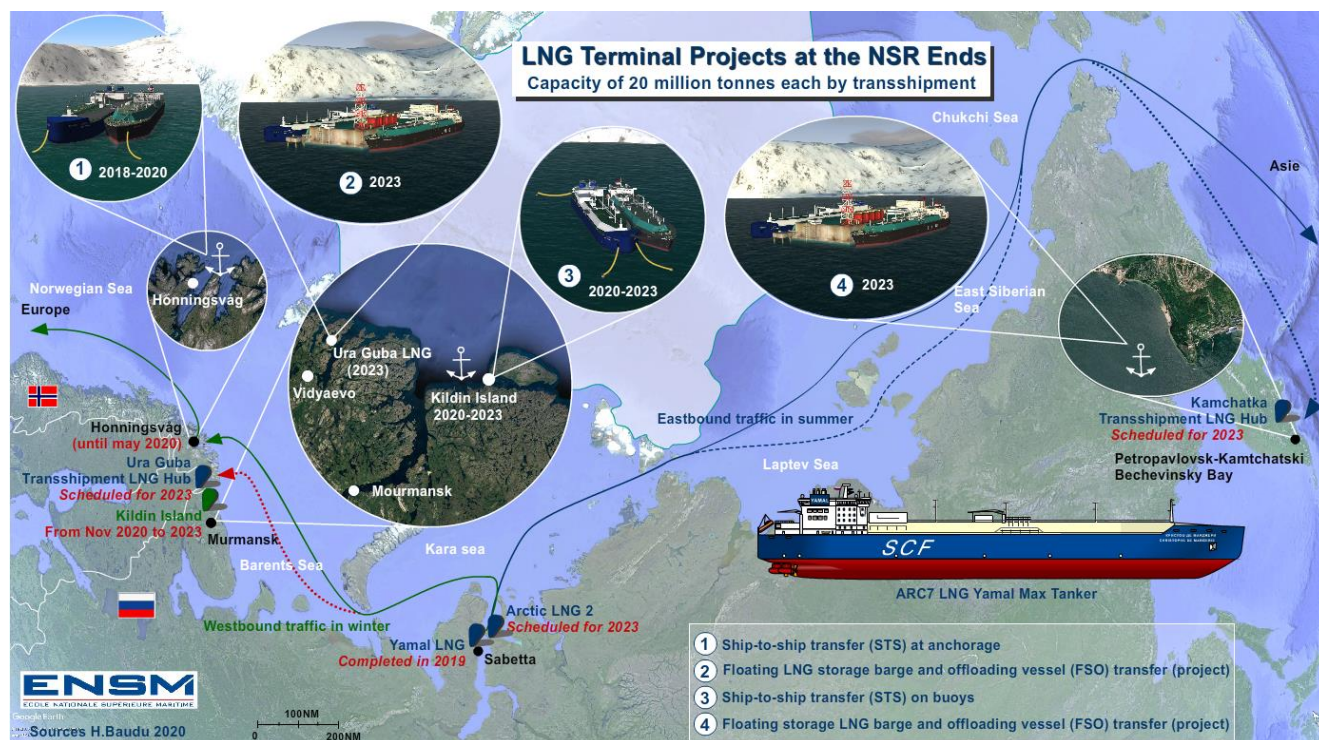 LNG Terminal Projects at the NSR Ends
Capacity of 20 million tonnes each by transshipment
1 2018-2020
2 2023
3
2020-2023
4 2023
Chukchi Sea
Asie
Norwegian Sea
Europe
Honningsvåg
Ura Guba LNG
(2023)
Vidyaevo
Kildin Island
2020-2023
Mourmansk
East Siberian
Sea
Eastbound traffic in summer
Laptev Sea
Kamchatka
Transshipment LNG Hub
Scheduled for 2023
Petropavlovsk-Kamtchatski
Bechevinsky Bay
Honningsvåg
(until may 2020)
Ura Guba
Transshipment LNG Hub
Scheduled for 2023
Kildin Island
From Nov 2020 to 2023
Murmansk
Barents Sea
Kara sea
Westbound traffic in winter
Arctic LNG 2
Scheduled for 2023
Yamal LNG
Completed in 2019
Sabetta
YAMAL
SCF
CHRISTOPHE DE MARGERIE
ARC7 LNG Yamal Max Tanker
1 Ship-to-ship transfer (STS) at anchorage
2 Floating LNG storage barge and offloading vessel (FSO) transfer (project)
3 Ship-to-ship transfer (STS) on buoys
4 Floating storage LNG barge and offloading vessel (FSO) transfer (project)
ENSM
ECOLE NATIONALE SUPERIEURE MARITIME
Google Earth
Sources H.Baudu 2020
100NM
0 200NM